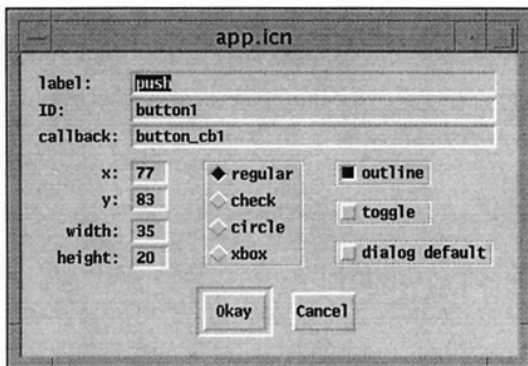 app.icn
label: push
ID: button1
callback: button_cb1
x: 77
y: 83
width: 35
height: 20
regular
check
circle
xbox
outline
toggle
dialog default
Okay
Cancel